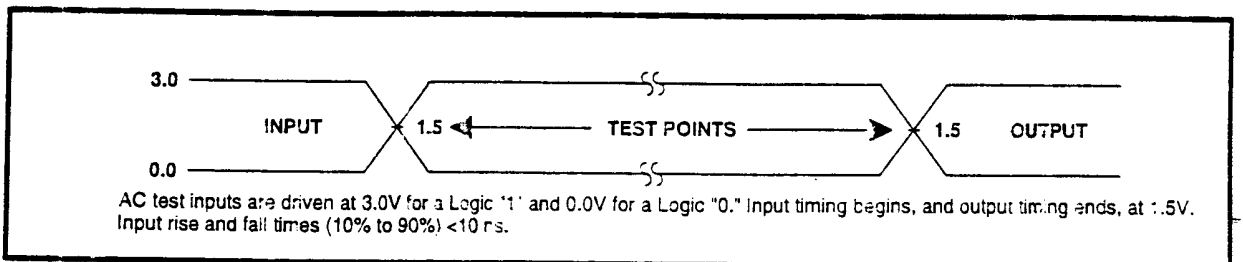 3.0
INPUT 1.5 TEST POINTS 1.5 OUTPUT
0.0
AC test inputs are driven at 3.0V for a Logic "1" and 0.0V for a Logic "0." Input timing begins, and output timing ends, at 1.5V.
Input rise and fall times (10% to 90%) <10 ns.